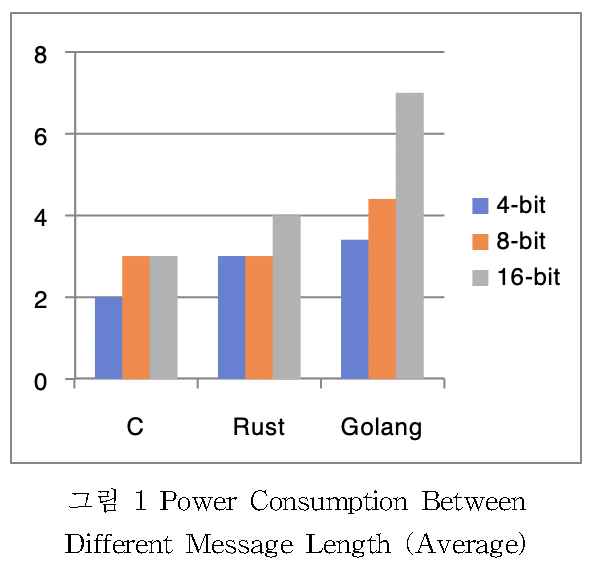 8
6
4
2
0
C Rust Golang
4-bit
8-bit
16-bit
그림 1 Power Consumption Between
Different Message Length (Average)